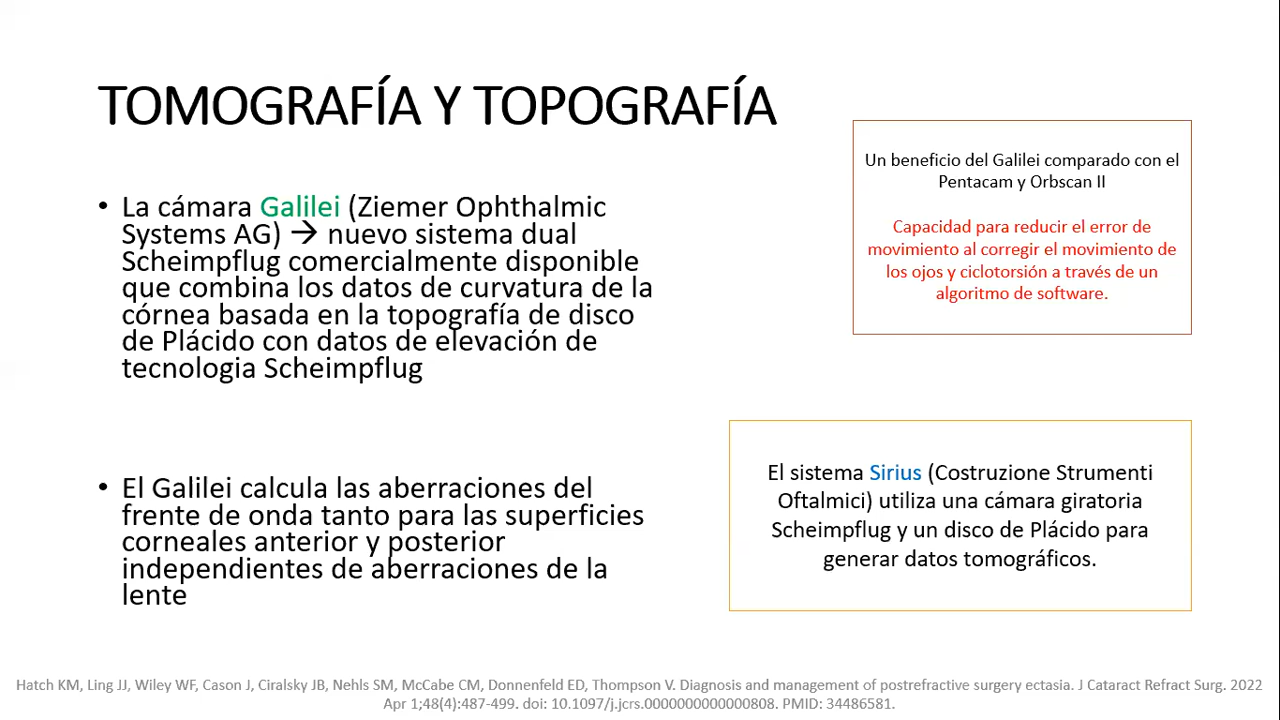 TOMOGRAFÍA Y TOPOGRAFÍA
• La cámara Galilei (Ziemer Ophthalmic
Systems AG) → nuevo sistema dual
Scheimpflug comercialmente disponible
que combina los datos de curvatura de la
córnea basada en la topografía de disco
de Plácido con datos de elevación de
tecnologia Scheimpflug
• El Galilei calcula las aberraciones del
frente de onda tanto para las superficies
corneales anterior y posterior
independientes de aberraciones de la
lente
Un beneficio del Galilei comparado con el
Pentacam y Orbscan II
Capacidad para reducir el error de
movimiento al corregir el movimiento de
los ojos y ciclotorsión a través de un
algoritmo de software.
El sistema Sirius (Costruzione Strumenti
Oftalmici) utiliza una cámara giratoria
Scheimpflug y un disco de Plácido para
generar datos tomográficos.
Hatch KM, Ling JJ, Wiley WF, Cason J, Ciralsky JB, Nehls SM, McCabe CM, Donnenfeld ED, Thompson V. Diagnosis and management of postrefractive surgery ectasia. J Cataract Refract Surg. 2022
Apr 1;48(4):487-499. doi: 10.1097/j.jcrs.0000000000000808. PMID: 34486581.